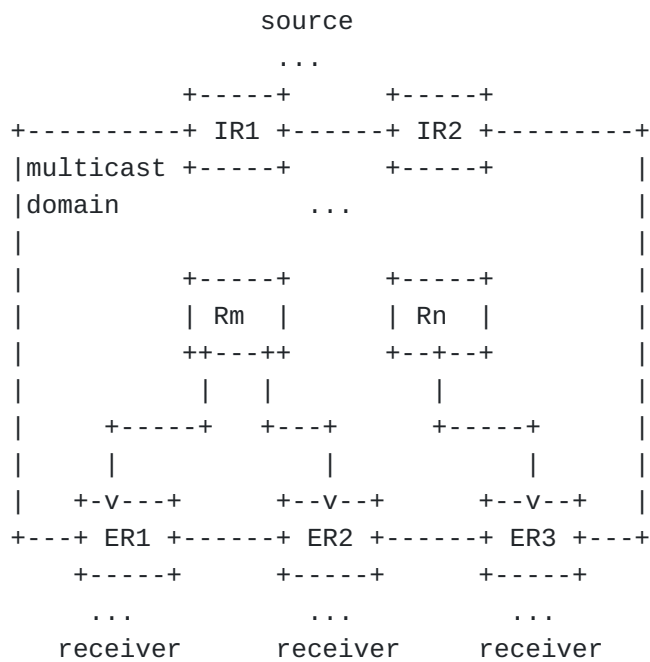 source
                 ...
           +-----+      +-----+
+----------+ IR1 +------+ IR2 +---------+
|multicast +-----+      +-----+         |
|domain            ...                  |
|                                       |
|          +-----+      +-----+         |
|          | Rm  |      | Rn  |         |
|          ++---++      +--+--+         |
|           |   |          |            |
|     +-----+   +---+      +-----+      |
|     |             |            |      |
|   +-v---+      +--v--+      +--v--+   |
+---+ ER1 +------+ ER2 +------+ ER3 +---+
    +-----+      +-----+      +-----+
     ...           ...          ...
   receiver      receiver     receiver